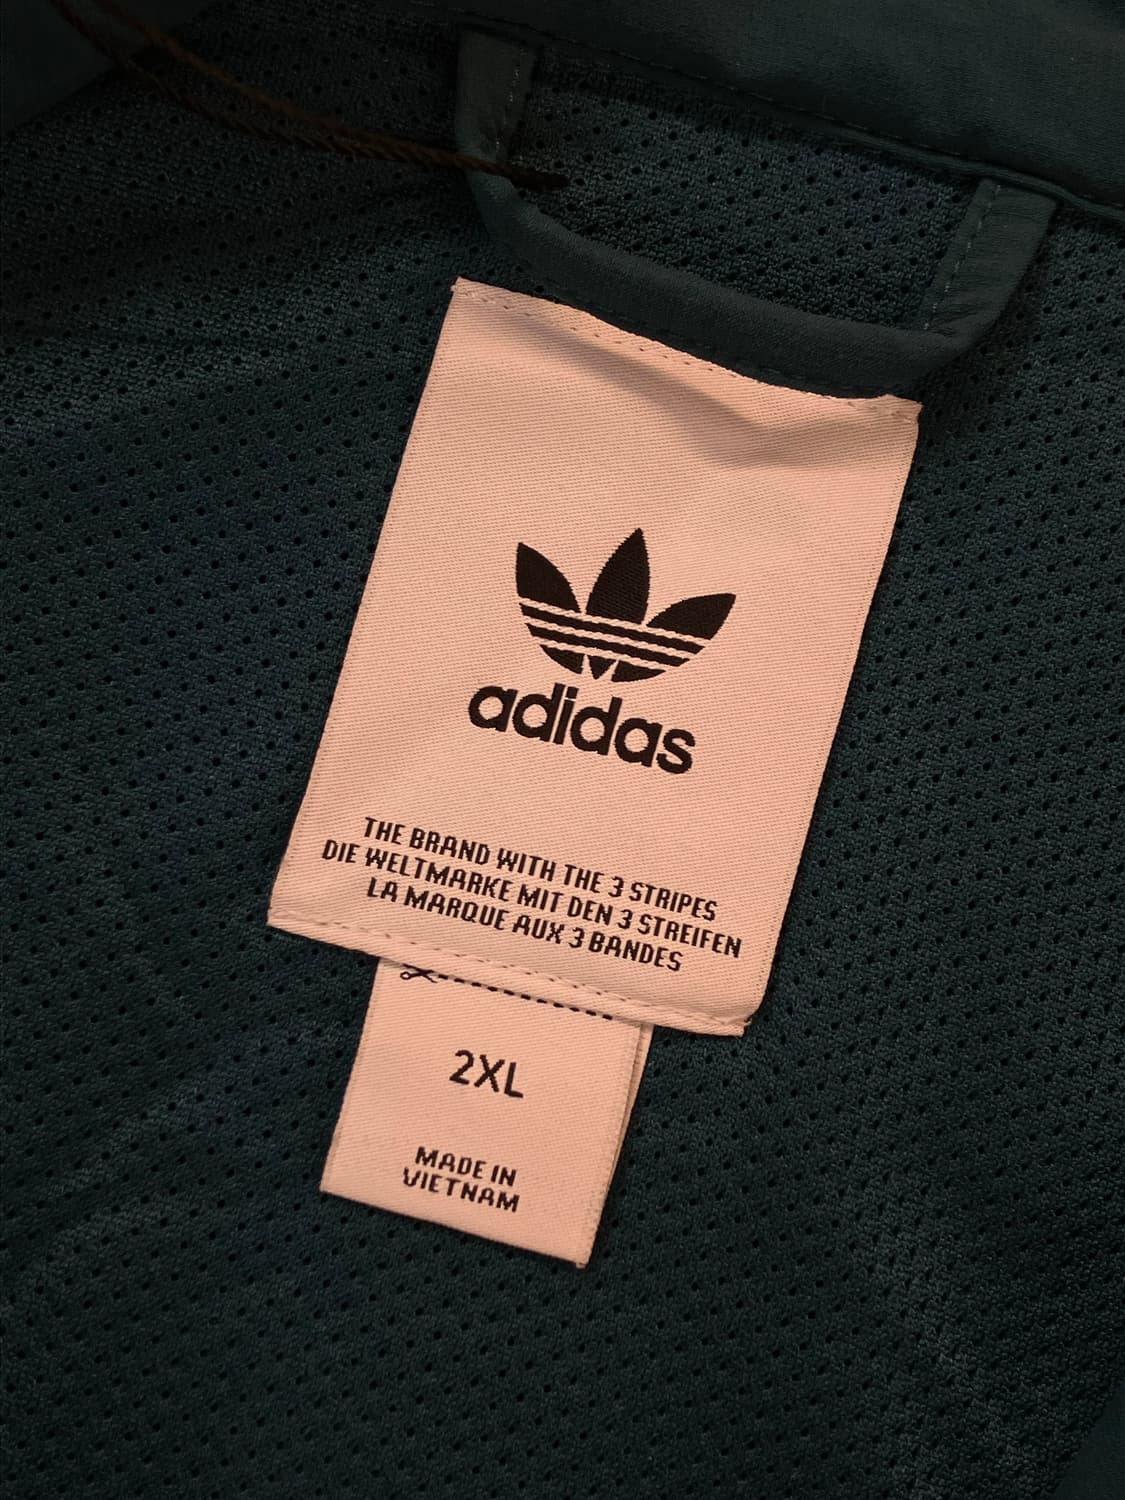 adidas
THE BRAND WITH THE 3 STRIPES
DIE WELTMARKE MIT DEN 3 STREIFEN
LA MARQUE AUX 3 BANDES
2XL
MADE IN
VIETNAM